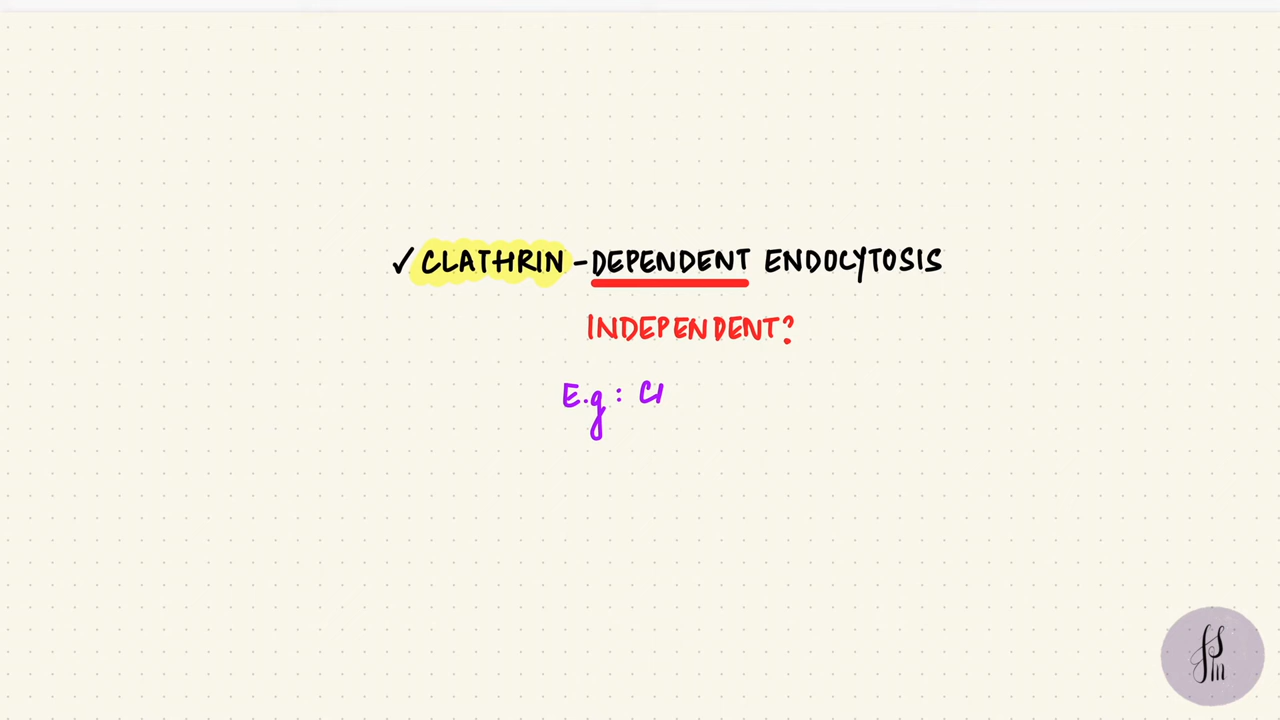 ✓ CLATHRIN - DEPENDENT ENDOCYTOSIS
INDEPENDENT?
E.g :